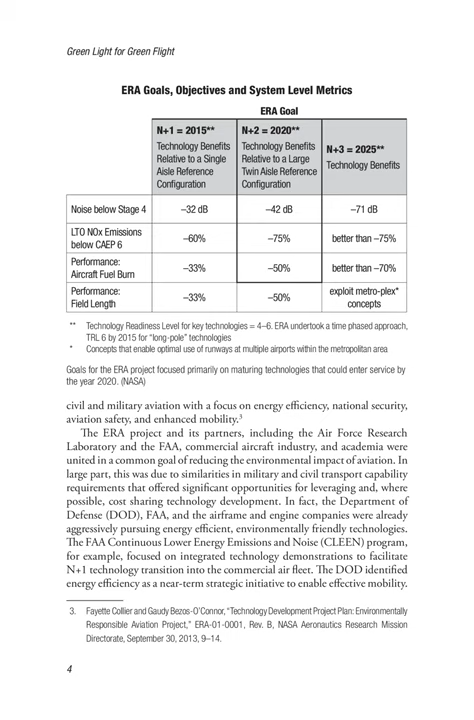 Green Light for Green Flight
ERA Goals, Objectives and System Level Metrics
ERA Goal
N+1 = 2015**
Technology Benefits
Relative to a Single
Aisle Reference
Configuration
N+2 = 2020**
Technology Benefits
Relative to a Large
Twin Aisle Reference
Configuration
N+3 = 2025**
Technology Benefits
Noise below Stage 4
–32 dB
–42 dB
–71 dB
LTO NOx Emissions
below CAEP 6
–60%
–75%
better than –75%
Performance:
Aircraft Fuel Burn
–33%
–50%
better than –70%
Performance:
Field Length
–33%
–50%
exploit metro-plex*
concepts
** Technology Readiness Level for key technologies = 4–6. ERA undertook a time phased approach,
TRL 6 by 2015 for “long-pole” technologies
* Concepts that enable optimal use of runways at multiple airports within the metropolitan area
Goals for the ERA project focused primarily on maturing technologies that could enter service by
the year 2020. (NASA)
civil and military aviation with a focus on energy efficiency, national security,
aviation safety, and enhanced mobility.3
The ERA project and its partners, including the Air Force Research
Laboratory and the FAA, commercial aircraft industry, and academia were
united in a common goal of reducing the environmental impact of aviation. In
large part, this was due to similarities in military and civil transport capability
requirements that offered significant opportunities for leveraging and, where
possible, cost sharing technology development. In fact, the Department of
Defense (DOD), FAA, and the airframe and engine companies were already
aggressively pursuing energy efficient, environmentally friendly technologies.
The FAA Continuous Lower Energy Emissions and Noise (CLEEN) program,
for example, focused on integrated technology demonstrations to facilitate
N+1 technology transition into the commercial air fleet. The DOD identified
energy efficiency as a near-term strategic initiative to enable effective mobility.
3. Fayette Collier and Gaudy Bezos-O’Connor, “Technology Development Project Plan: Environmentally
Responsible Aviation Project,” ERA-01-0001, Rev. B, NASA Aeronautics Research Mission
Directorate, September 30, 2013, 9–14.
4